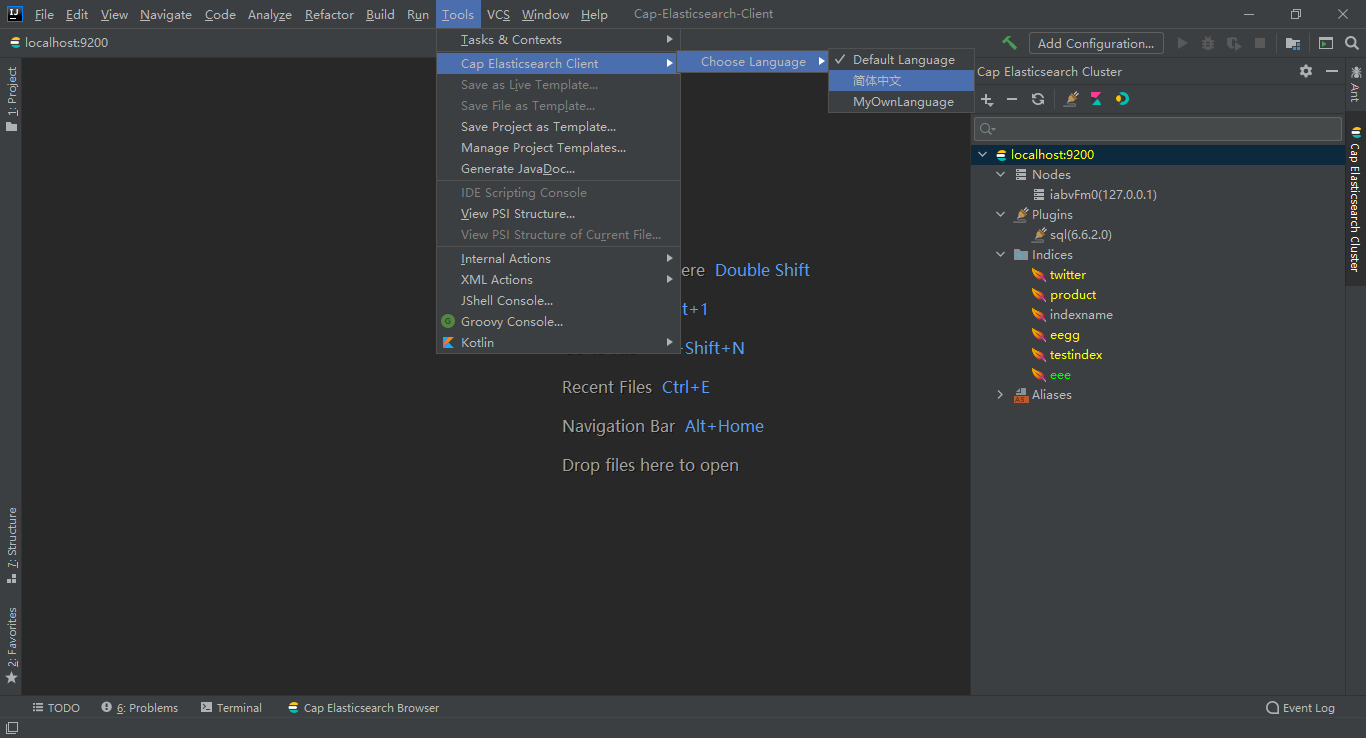 File Edit View Navigate Code Analyze Refactor Build Run Tools VCS Window Help Cap-Elasticsearch-Client
localhost:9200
Add Configuration...
1: Project
7: Structure
2: Favorites
Tasks & Contexts
Cap Elasticsearch Client
Save as Live Template...
Save File as Template...
Save Project as Template...
Manage Project Templates...
Generate JavaDoc...
IDE Scripting Console
View PSI Structure...
View PSI Structure of Current File...
Internal Actions
XML Actions
JShell Console...
Groovy Console...
Kotlin
Choose Language
Default Language
简体中文
MyOwnLanguage
ere Double Shift
t+1
-Shift+N
Recent Files Ctrl+E
Navigation Bar Alt+Home
Drop files here to open
Cap Elasticsearch Cluster
localhost:9200
Nodes
iabvFm0(127.0.0.1)
Plugins
sql(6.6.2.0)
Indices
twitter
product
indexname
eegg
testindex
eee
Aliases
Ant
Cap Elasticsearch Cluster
TODO 6: Problems Terminal Cap Elasticsearch Browser Event Log